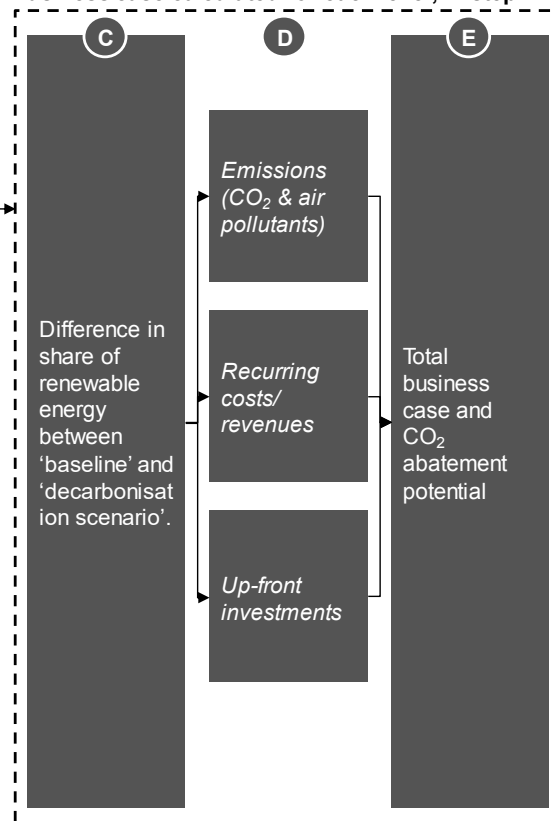 C
D
E
Difference in
share of
renewable
energy
between
‘baseline’ and
‘decarbonisat
ion scenario’.
Emissions
(CO₂ & air
pollutants)
Recurring
costs/
revenues
Up-front
investments
Total
business
case and
CO₂
abatement
potential